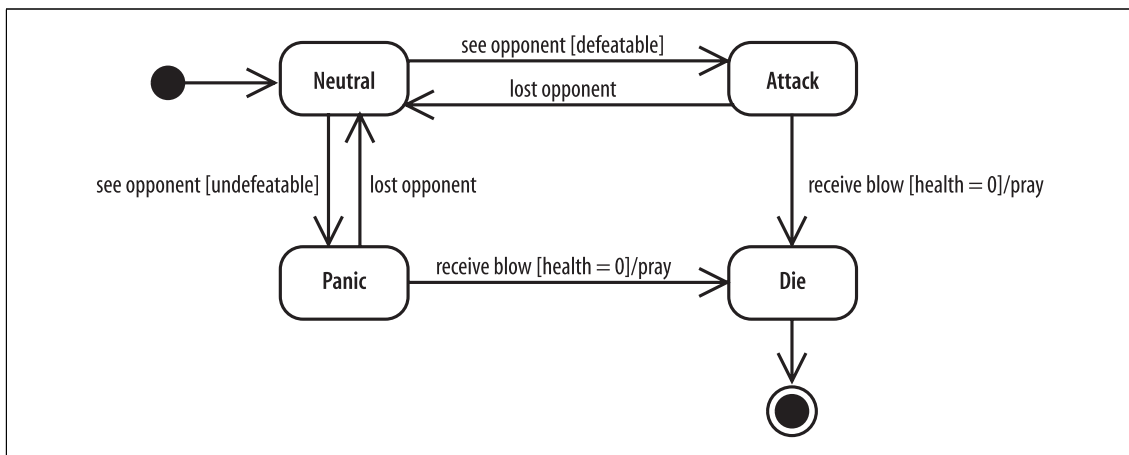 see opponent [defeatable]
Neutral
Attack
lost opponent
see opponent [undefeatable]
lost opponent
receive blow [health = 0]/pray
Panic
receive blow [health = 0]/pray
Die